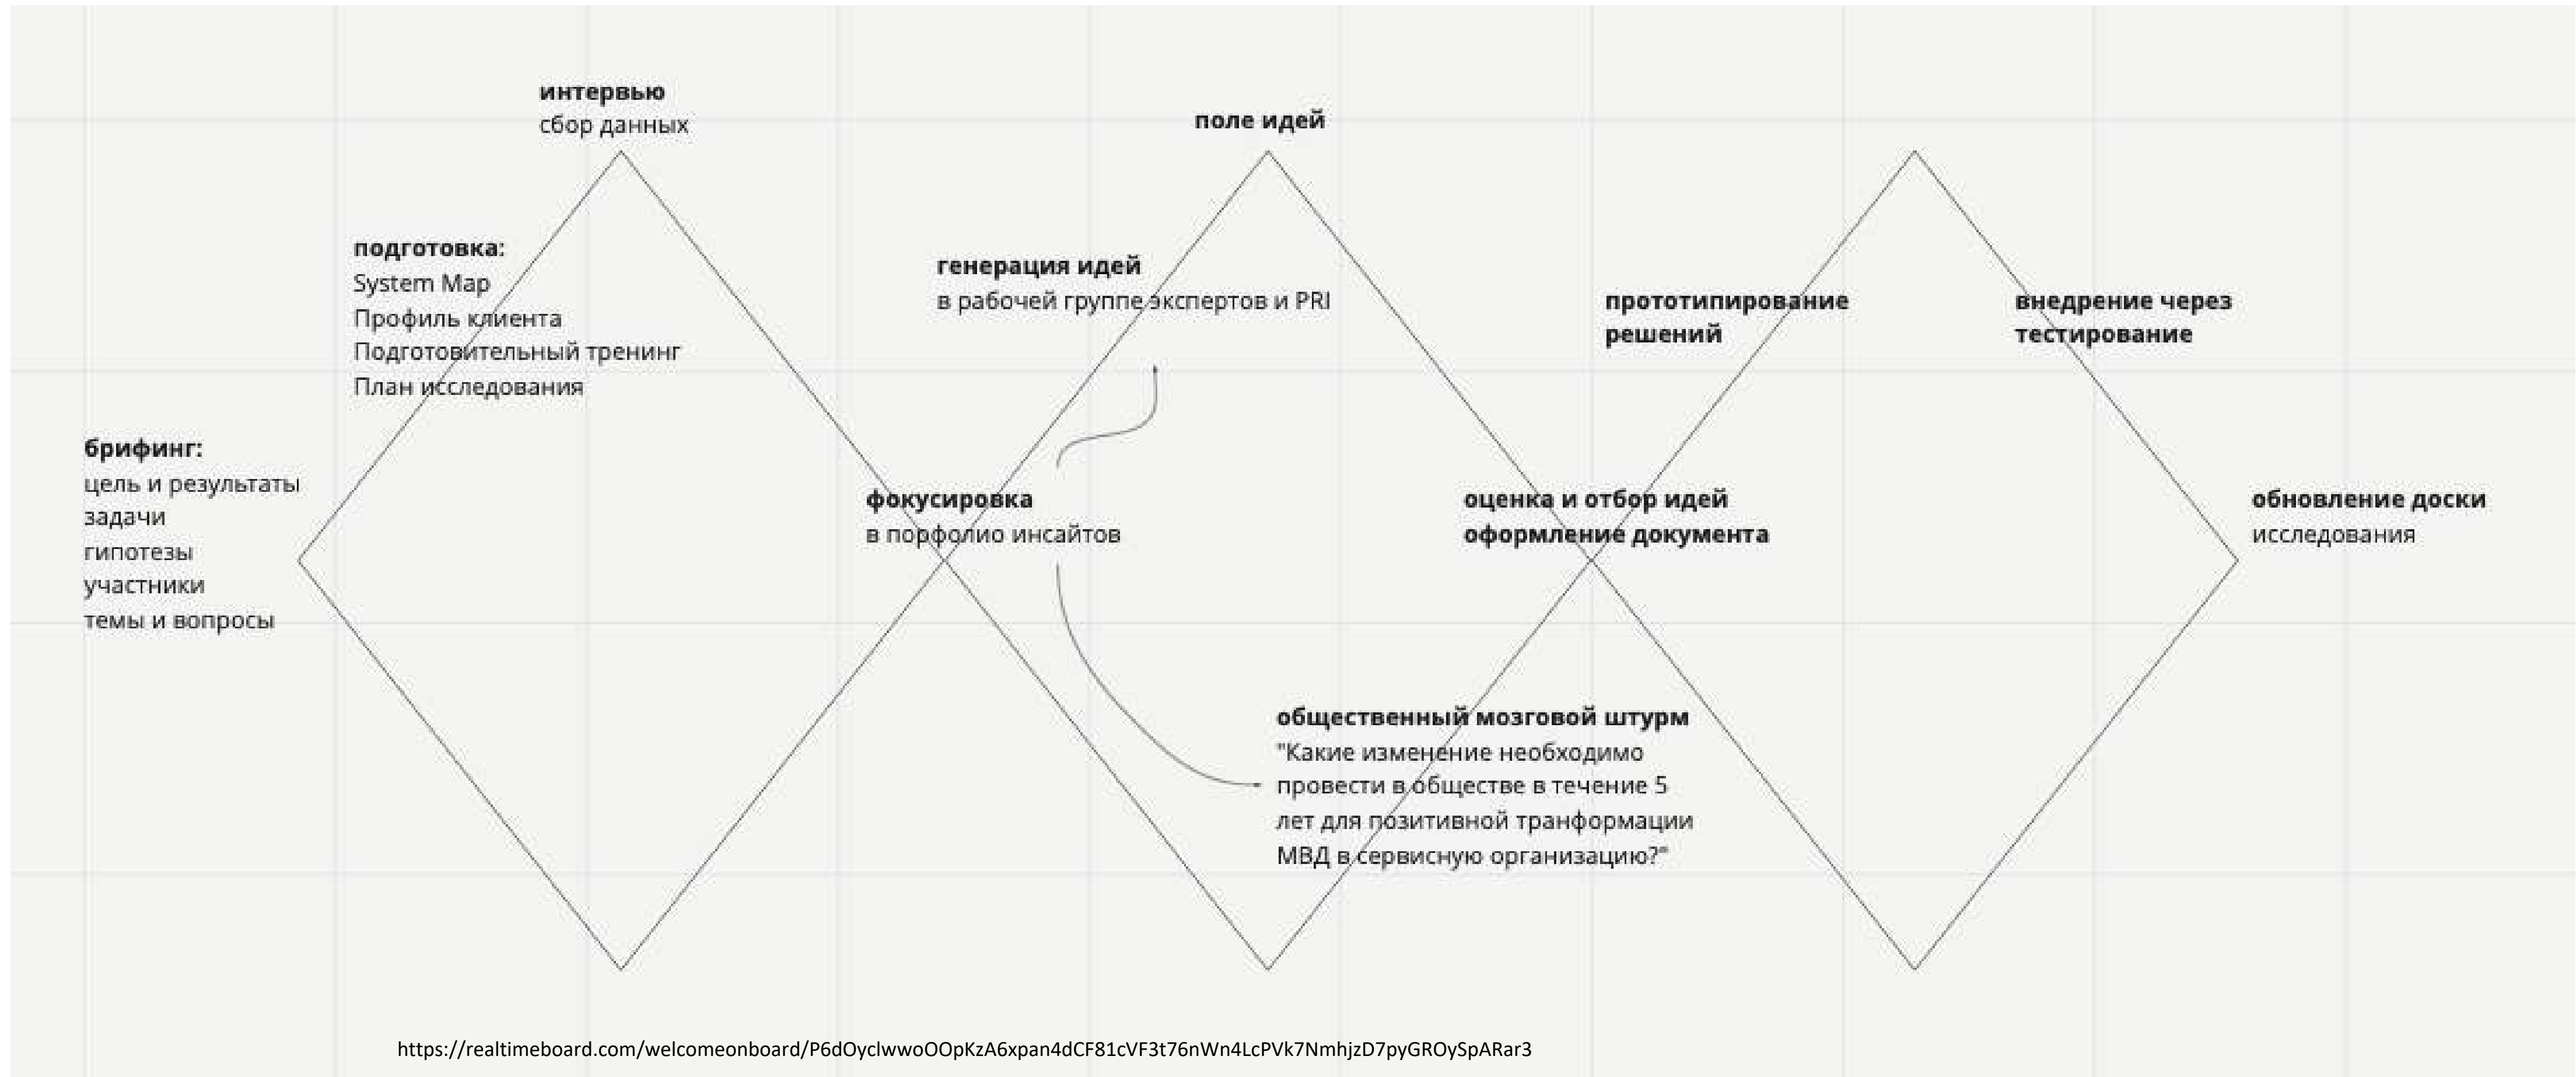 интервью
сбор данных
поле идей
подготовка:
System Map
Профиль клиента
Подготовительный тренинг
План исследования
генерация идей
в рабочей группе экспертов и PRI
прототипирование
решений
внедрение через
тестирование
брифинг:
цель и результаты
задачи
гипотезы
участники
темы и вопросы
фокусировка
в порфолио инсайтов
оценка и отбор идей
оформление документа
обновление доски
исследования
общественный мозговой штурм
"Какие изменение необходимо
провести в обществе в течение 5
лет для позитивной транформации
МВД в сервисную организацию?"
https://realtimeboard.com/welcomeonboard/P6dOyclwwoOOpKzA6xpan4dCF81cVF3t76nWn4LcPVk7NmhjzD7pyGROySpARar3